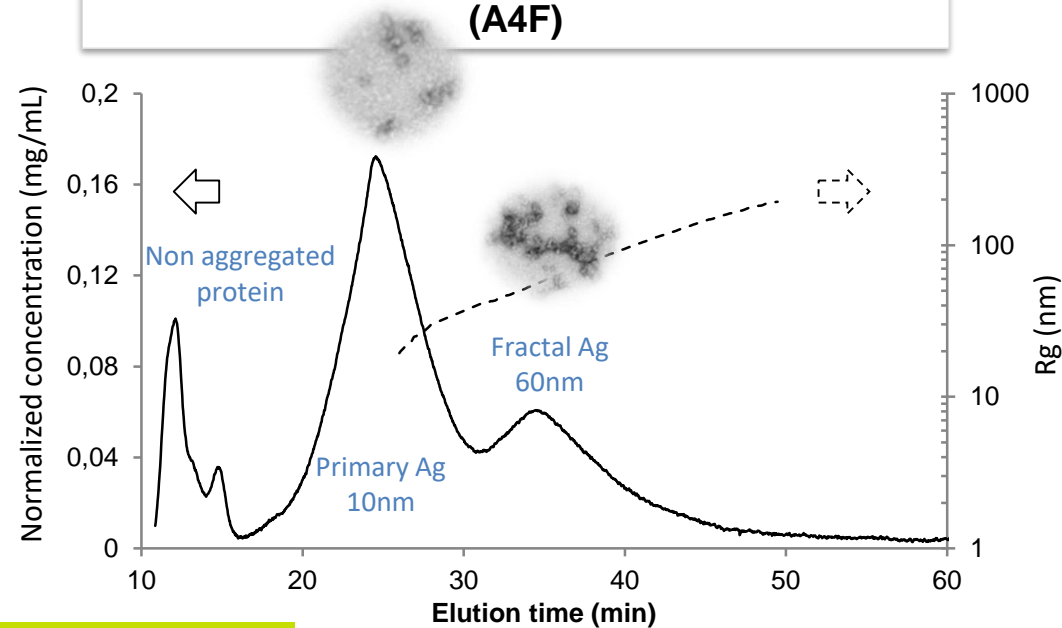 (A4F)
Normalized concentration (mg/mL)
0,2
0,16
0,12
0,08
0,04
0
Non aggregated
protein
Primary Ag
10nm
Fractal Ag
60nm
1000
100
10
1
Rg (nm)
10
20
30
40
50
60
Elution time (min)